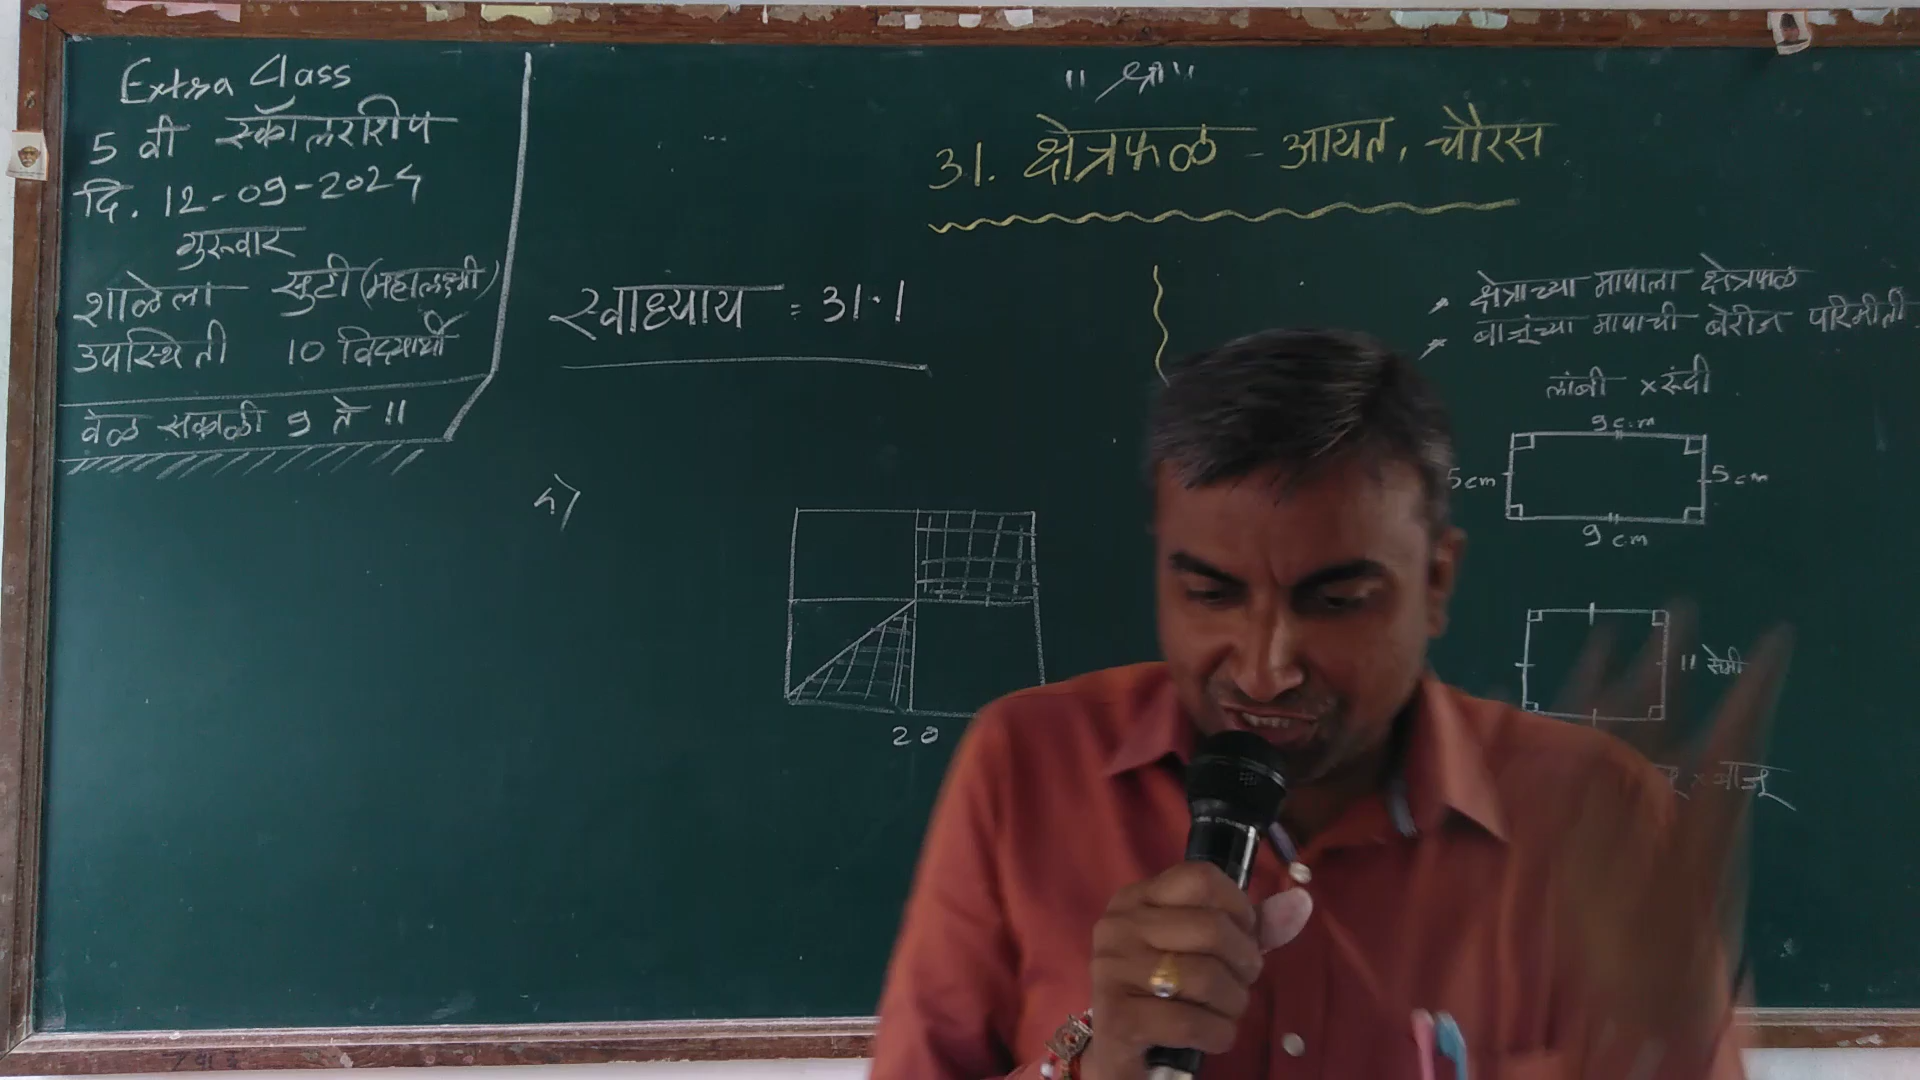 Extra Class
5 वी स्कॉलरशिप
दि. 12-09-2024
गुरुवार
शाळेला सुटी (महालक्ष्मी)
उपस्थिती 10 विद्यार्थी
वेळ सकाळी 9 ते 11
"श्री"
31. क्षेत्रफळ - आयत, चौरस
स्वाध्याय = 31.1
20
* क्षेत्राच्या मापाला क्षेत्रफळ
* बाजूंच्या मापाची बेरीज परिमीती
लांबी × रूंदी
9 c.m
5 cm
5 cm
9 cm
11 सेमी
× बाजू